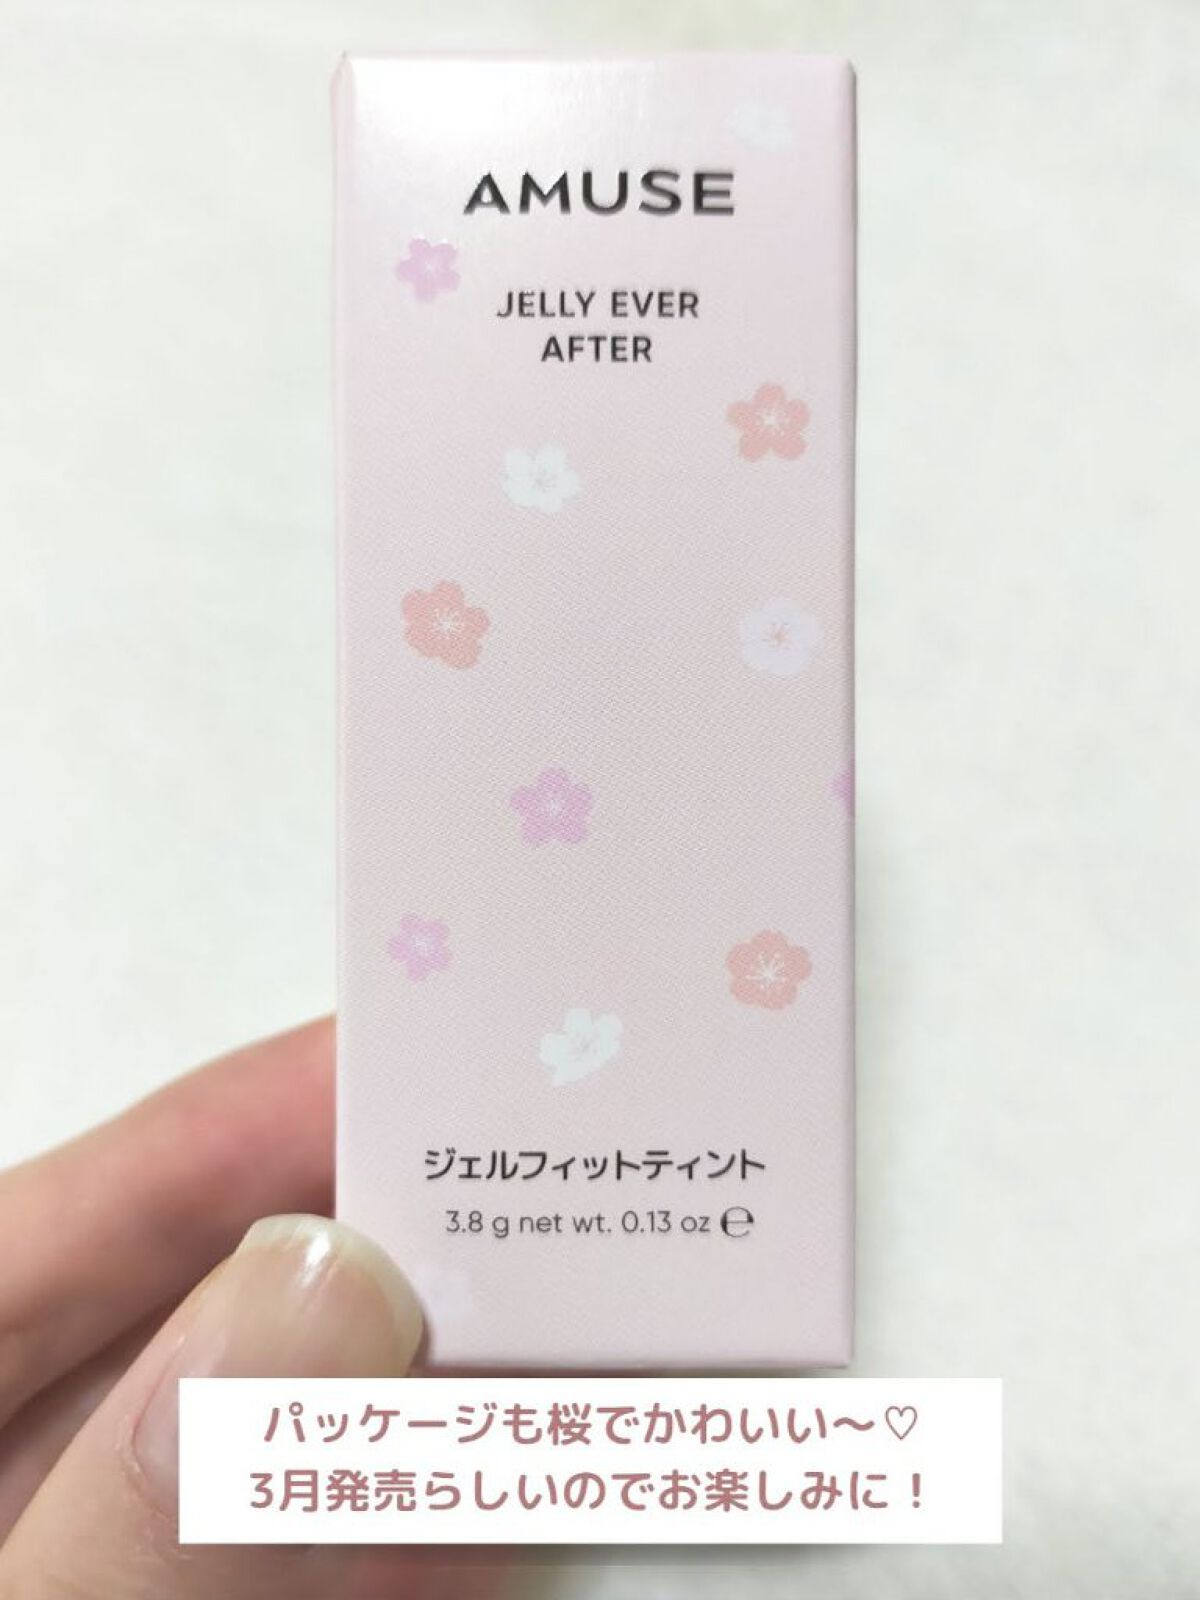 AMUSE
JELLY EVER
AFTER
ジェルフィットティント
3.8 g net wt. 0.13 oz ℮
パッケージも桜でかわいい〜♡
3月発売らしいのでお楽しみに！